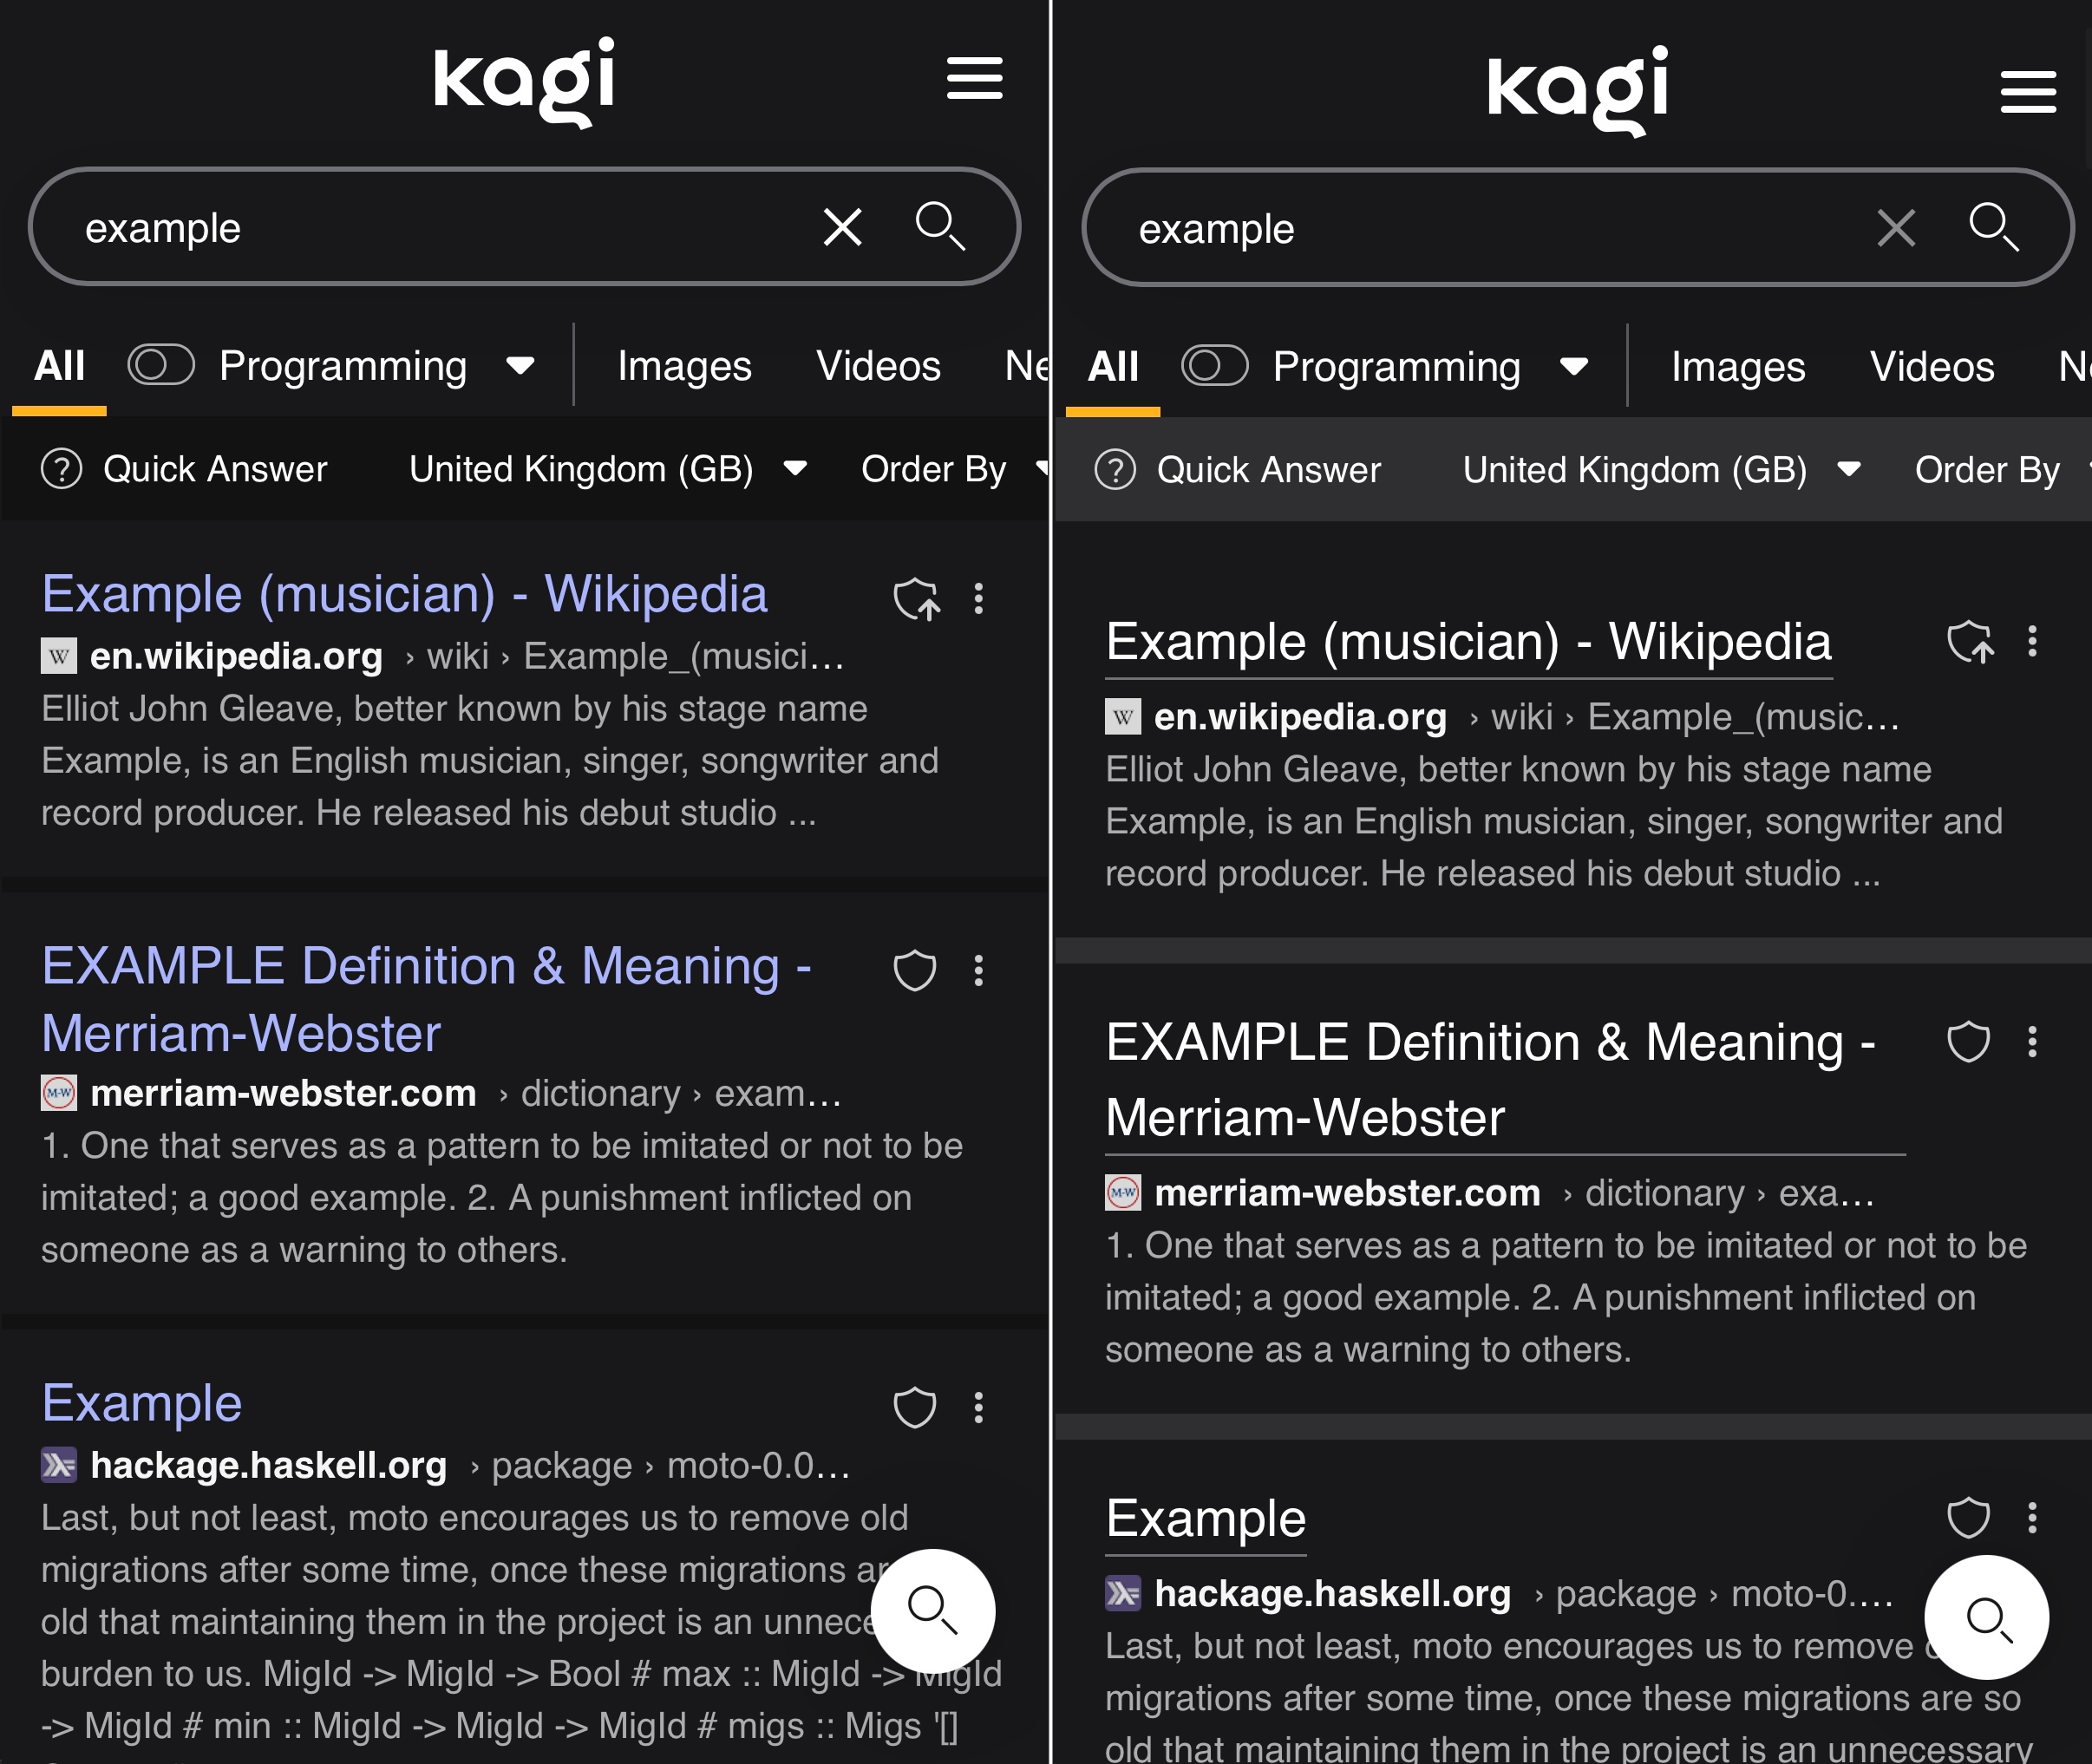 kagi
example
All Programming Images Videos Ne
Quick Answer United Kingdom (GB) Order By
Example (musician) - Wikipedia
W en.wikipedia.org › wiki › Example_(musici…
Elliot John Gleave, better known by his stage name
Example, is an English musician, singer, songwriter and
record producer. He released his debut studio ...
EXAMPLE Definition & Meaning -
Merriam-Webster
M-W merriam-webster.com › dictionary › exam…
1. One that serves as a pattern to be imitated or not to be
imitated; a good example. 2. A punishment inflicted on
someone as a warning to others.
Example
hackage.haskell.org › package › moto-0.0…
Last, but not least, moto encourages us to remove old
migrations after some time, once these migrations ar
old that maintaining them in the project is an unnece
burden to us. MigId -> MigId -> Bool # max :: MigId -> MigId
-> MigId # min :: MigId -> MigId -> MigId # migs :: Migs '[]
kagi
example
All Programming Images Videos N
Quick Answer United Kingdom (GB) Order By
Example (musician) - Wikipedia
W en.wikipedia.org › wiki › Example_(music…
Elliot John Gleave, better known by his stage name
Example, is an English musician, singer, songwriter and
record producer. He released his debut studio ...
EXAMPLE Definition & Meaning -
Merriam-Webster
M-W merriam-webster.com › dictionary › exa…
1. One that serves as a pattern to be imitated or not to be
imitated; a good example. 2. A punishment inflicted on
someone as a warning to others.
Example
hackage.haskell.org › package › moto-0.…
Last, but not least, moto encourages us to remove
migrations after some time, once these migrations are so
old that maintaining them in the project is an unnecessary